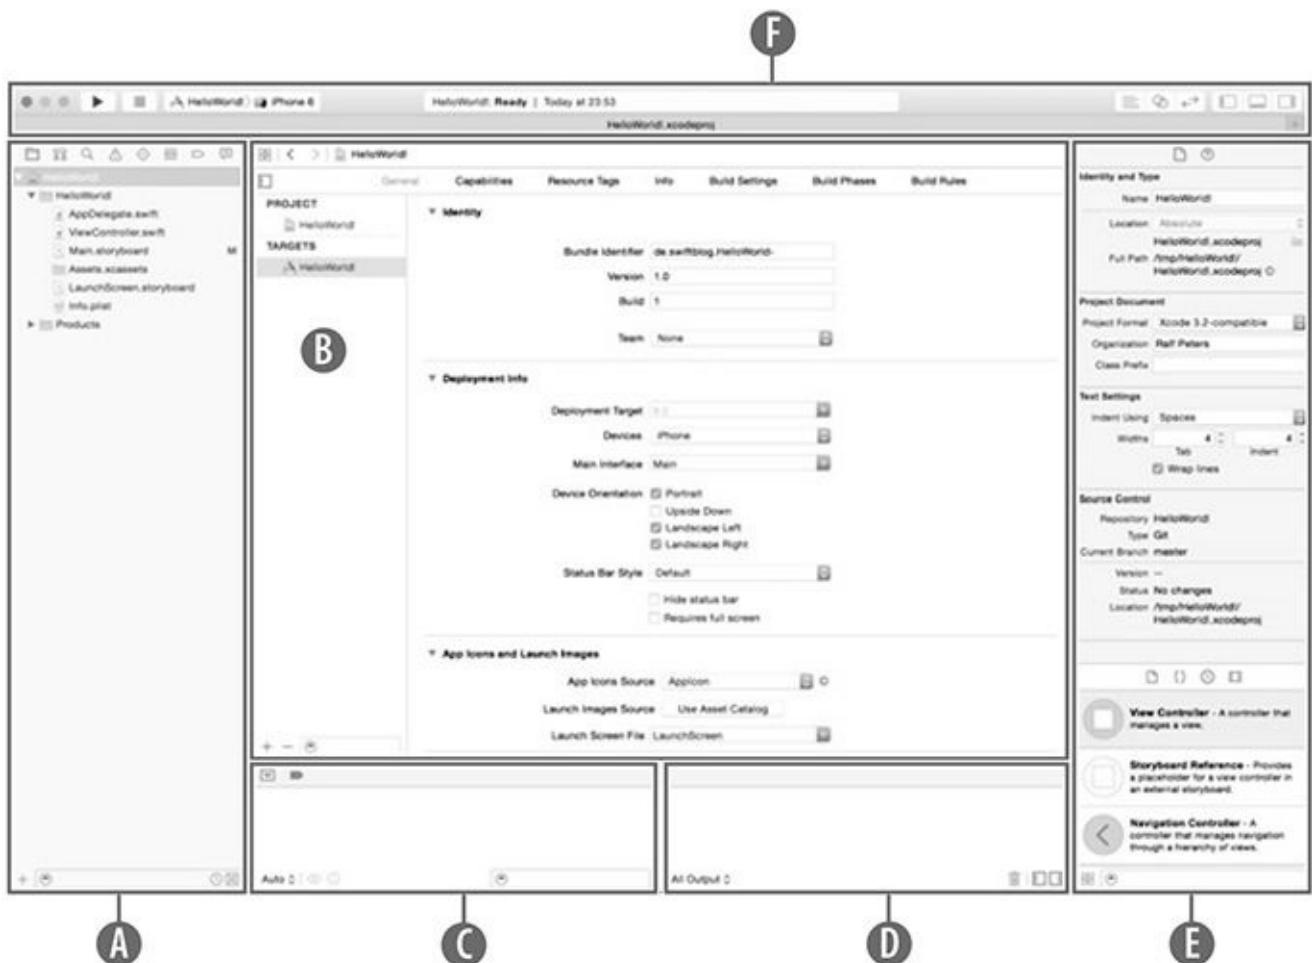 F
HelloWorld! iPhone 6
HelloWorld!: Ready | Today at 23:53
HelloWorld!.xcodeproj
HelloWorld!
HelloWorld!
AppDelegate.swift
ViewController.swift
Main.storyboard M
Assets.xcassets
LaunchScreen.storyboard
Info.plist
Products
HelloWorld!
General Capabilities Resource Tags Info Build Settings Build Phases Build Rules
PROJECT
HelloWorld!
TARGETS
HelloWorld!
B
Identity
Bundle Identifier de.swiftblog.HelloWorld-
Version 1.0
Build 1
Team None
Deployment Info
Deployment Target
Devices iPhone
Main Interface Main
Device Orientation Portrait
Upside Down
Landscape Left
Landscape Right
Status Bar Style Default
Hide status bar
Requires full screen
App Icons and Launch Images
App Icons Source AppIcon
Launch Images Source Use Asset Catalog
Launch Screen File LaunchScreen
Identity and Type
Name HelloWorld!
Location Absolute
HelloWorld!.xcodeproj
Full Path /tmp/HelloWorld!/
HelloWorld!.xcodeproj
Project Document
Project Format Xcode 3.2-compatible
Organization Ralf Peters
Class Prefix
Text Settings
Indent Using Spaces
Widths 4 4
Tab Indent
Wrap lines
Source Control
Repository HelloWorld!
Type Git
Current Branch master
Version --
Status No changes
Location /tmp/HelloWorld!/
HelloWorld!.xcodeproj
View Controller - A controller that
manages a view.
Storyboard Reference - Provides
a placeholder for a view controller in
an external storyboard.
Navigation Controller - A
controller that manages navigation
through a hierarchy of views.
Auto
All Output
A
C
D
E